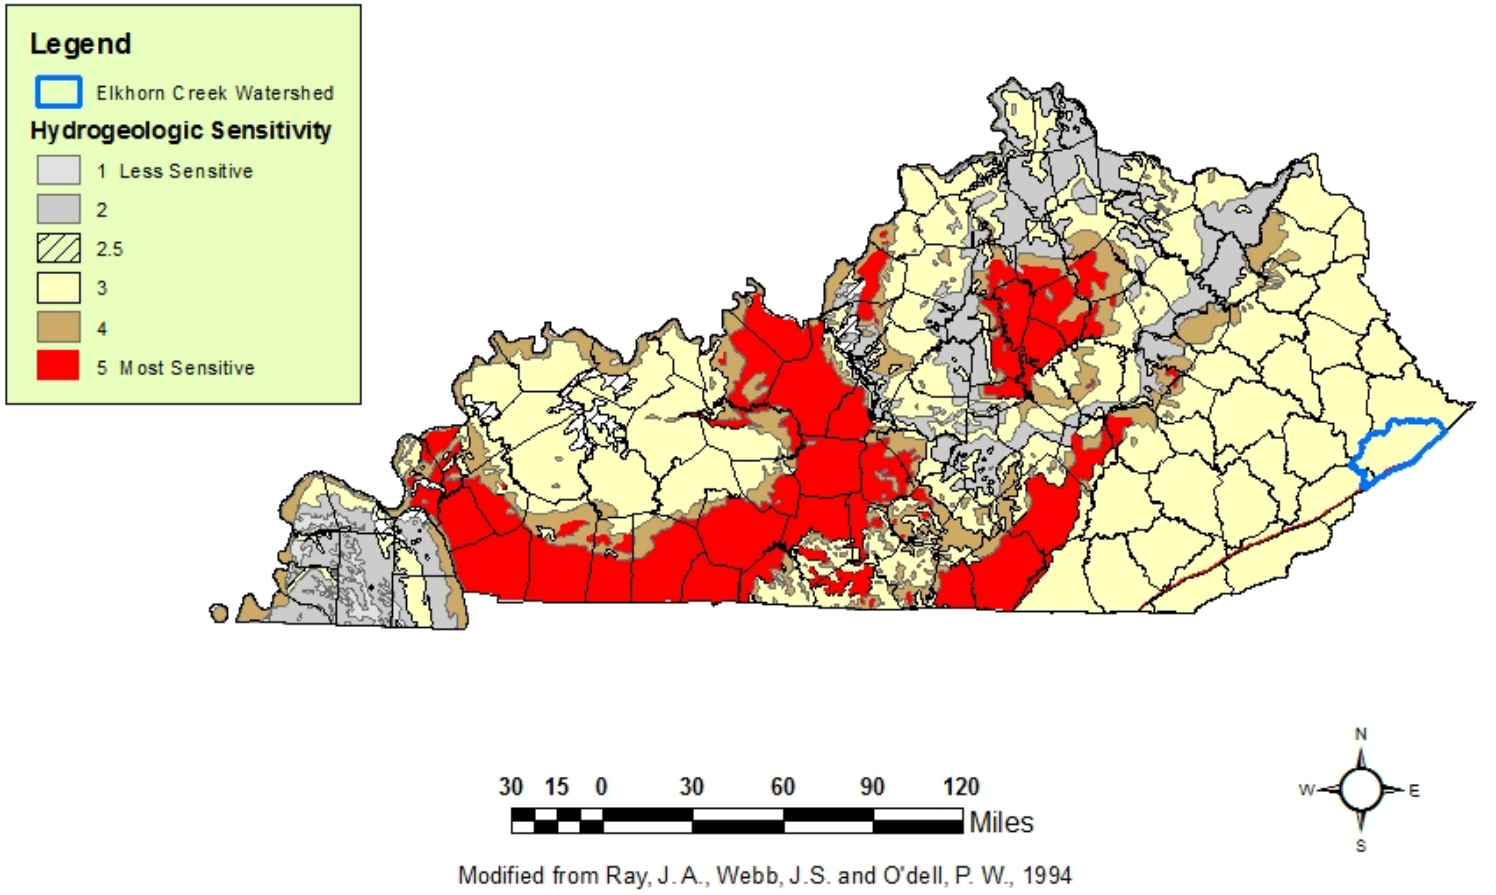 Legend
Elkhorn Creek Watershed
Hydrogeologic Sensitivity
1 Less Sensitive
2
2.5
3
4
5 Most Sensitive
30 15 0 30 60 90 120
Miles
N
W E
S
Modified from Ray, J. A., Webb, J.S. and O'dell, P. W., 1994